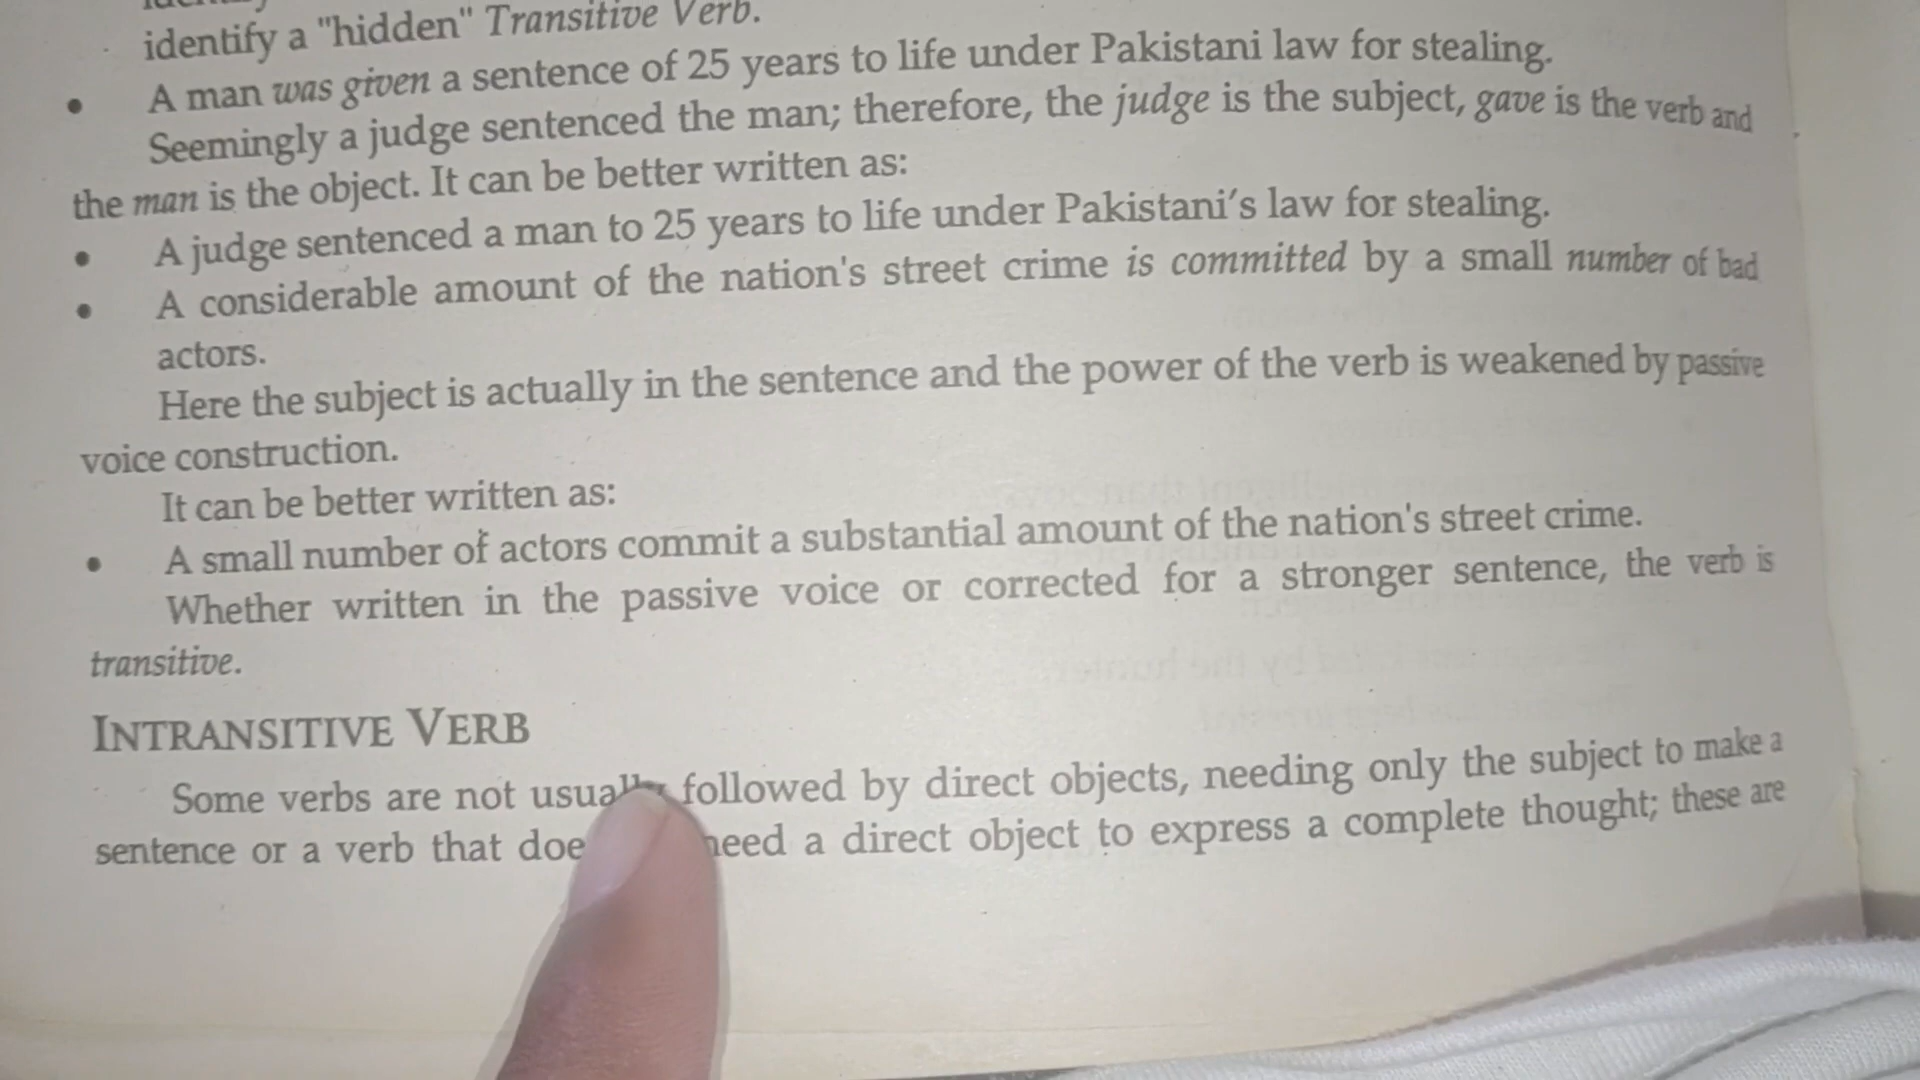 identify a "hidden" Transitive Verb.
• A man was given a sentence of 25 years to life under Pakistani law for stealing.
Seemingly a judge sentenced the man; therefore, the judge is the subject, gave is the verb and
the man is the object. It can be better written as:
• A judge sentenced a man to 25 years to life under Pakistani's law for stealing.
• A considerable amount of the nation's street crime is committed by a small number of bad
actors.
Here the subject is actually in the sentence and the power of the verb is weakened by passive
voice construction.
It can be better written as:
• A small number of actors commit a substantial amount of the nation's street crime.
Whether written in the passive voice or corrected for a stronger sentence, the verb is
transitive.
INTRANSITIVE VERB
Some verbs are not usually followed by direct objects, needing only the subject to make a
sentence or a verb that need a direct object to express a complete thought; these are